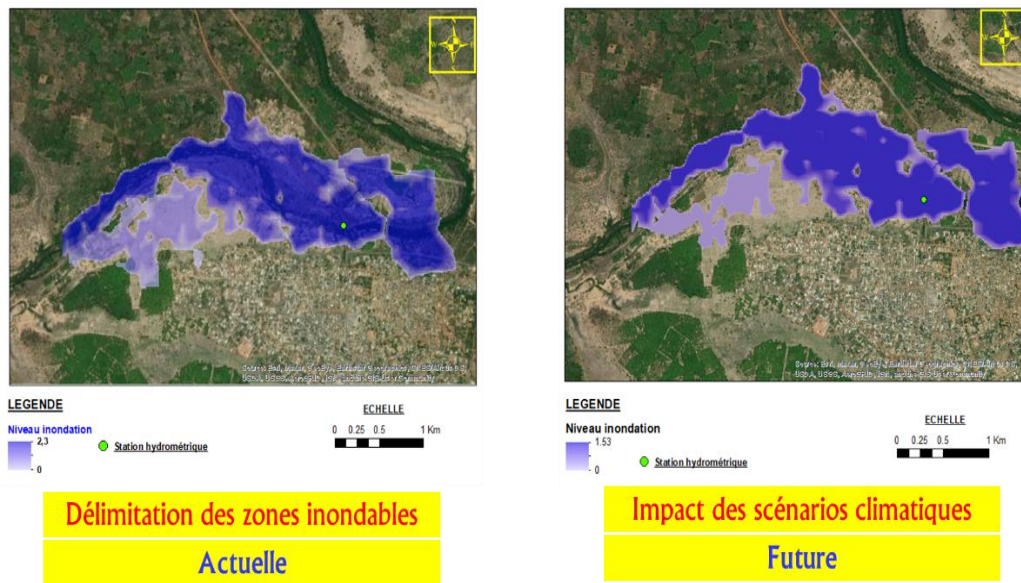 N
W E
S
N
W E
S
LEGENDE
Niveau inondation
2,3
0
Station hydrométrique
ECHELLE
0 0.25 0.5 1 Km
LEGENDE
Niveau inondation
1.53
0
Station hydrométrique
ECHELLE
0 0.25 0.5 1 Km
Délimitation des zones inondables
Actuelle
Impact des scénarios climatiques
Future